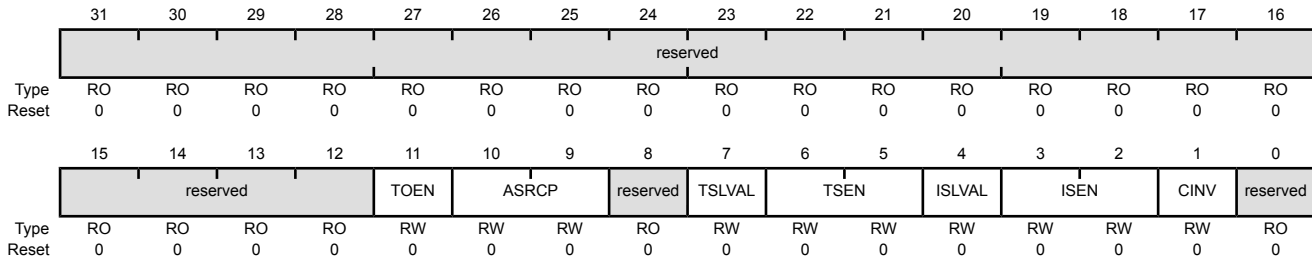 31 30 29 28 27 26 25 24 23 22 21 20 19 18 17 16
reserved
Type RO RO RO RO RO RO RO RO RO RO RO RO RO RO RO RO
Reset 0 0 0 0 0 0 0 0 0 0 0 0 0 0 0 0
15 14 13 12 11 10 9 8 7 6 5 4 3 2 1 0
reserved TOEN ASRCP reserved TSLVAL TSEN ISLVAL ISEN CINV reserved
Type RO RO RO RO RW RW RW RO RW RW RW RW RW RW RW RO
Reset 0 0 0 0 0 0 0 0 0 0 0 0 0 0 0 0